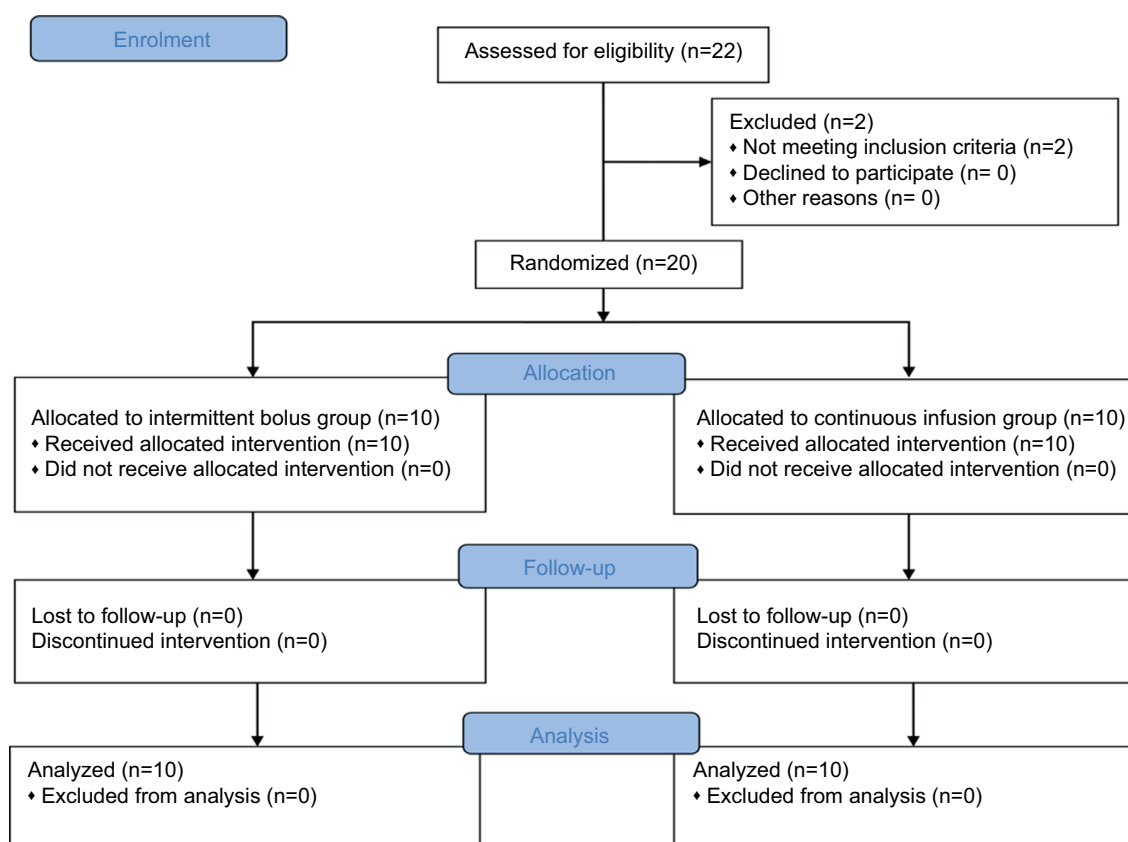 Enrolment
Assessed for eligibility (n=22)
Excluded (n=2)
♦ Not meeting inclusion criteria (n=2)
♦ Declined to participate (n= 0)
♦ Other reasons (n= 0)
Randomized (n=20)
Allocation
Allocated to intermittent bolus group (n=10)
♦ Received allocated intervention (n=10)
♦ Did not receive allocated intervention (n=0)
Allocated to continuous infusion group (n=10)
♦ Received allocated intervention (n=10)
♦ Did not receive allocated intervention (n=0)
Follow-up
Lost to follow-up (n=0)
Discontinued intervention (n=0)
Lost to follow-up (n=0)
Discontinued intervention (n=0)
Analysis
Analyzed (n=10)
♦ Excluded from analysis (n=0)
Analyzed (n=10)
♦ Excluded from analysis (n=0)